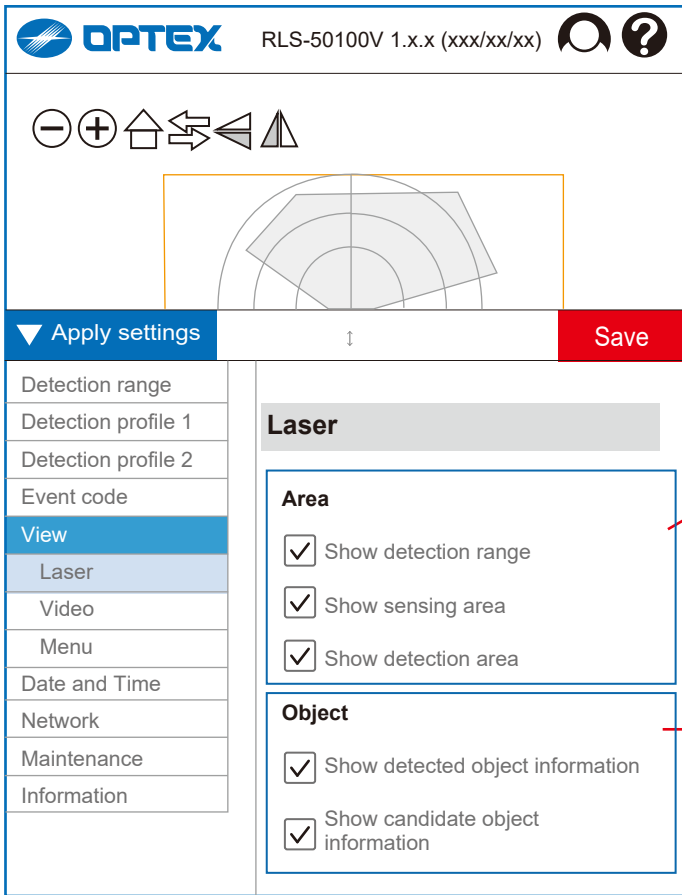 OPTEX RLS-50100V 1.x.x (xxx/xx/xx) ?
Apply settings
Save
Detection range
Detection profile 1
Detection profile 2
Event code
View
Laser
Video
Menu
Date and Time
Network
Maintenance
Information
Laser
Area
Show detection range
Show sensing area
Show detection area
Object
Show detected object information
Show candidate object
information